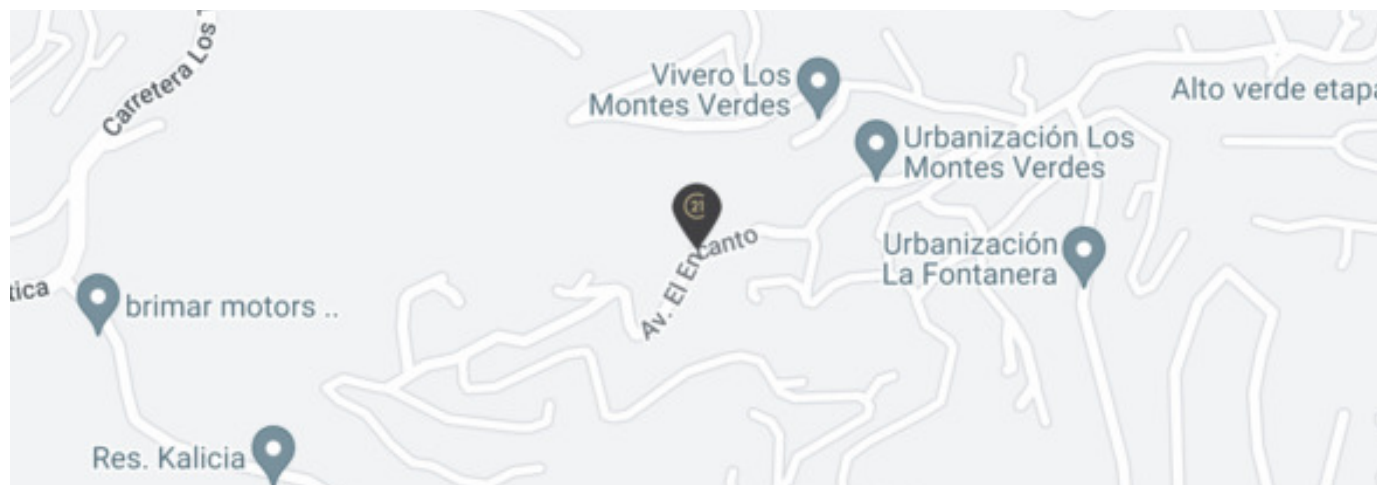 Carretera Los
Vivero Los
Montes Verdes
Alto verde etapa
Urbanización Los
Montes Verdes
21
Av. El Encanto
Urbanización
La Fontanera
tica
brimar motors ..
Res. Kalicia